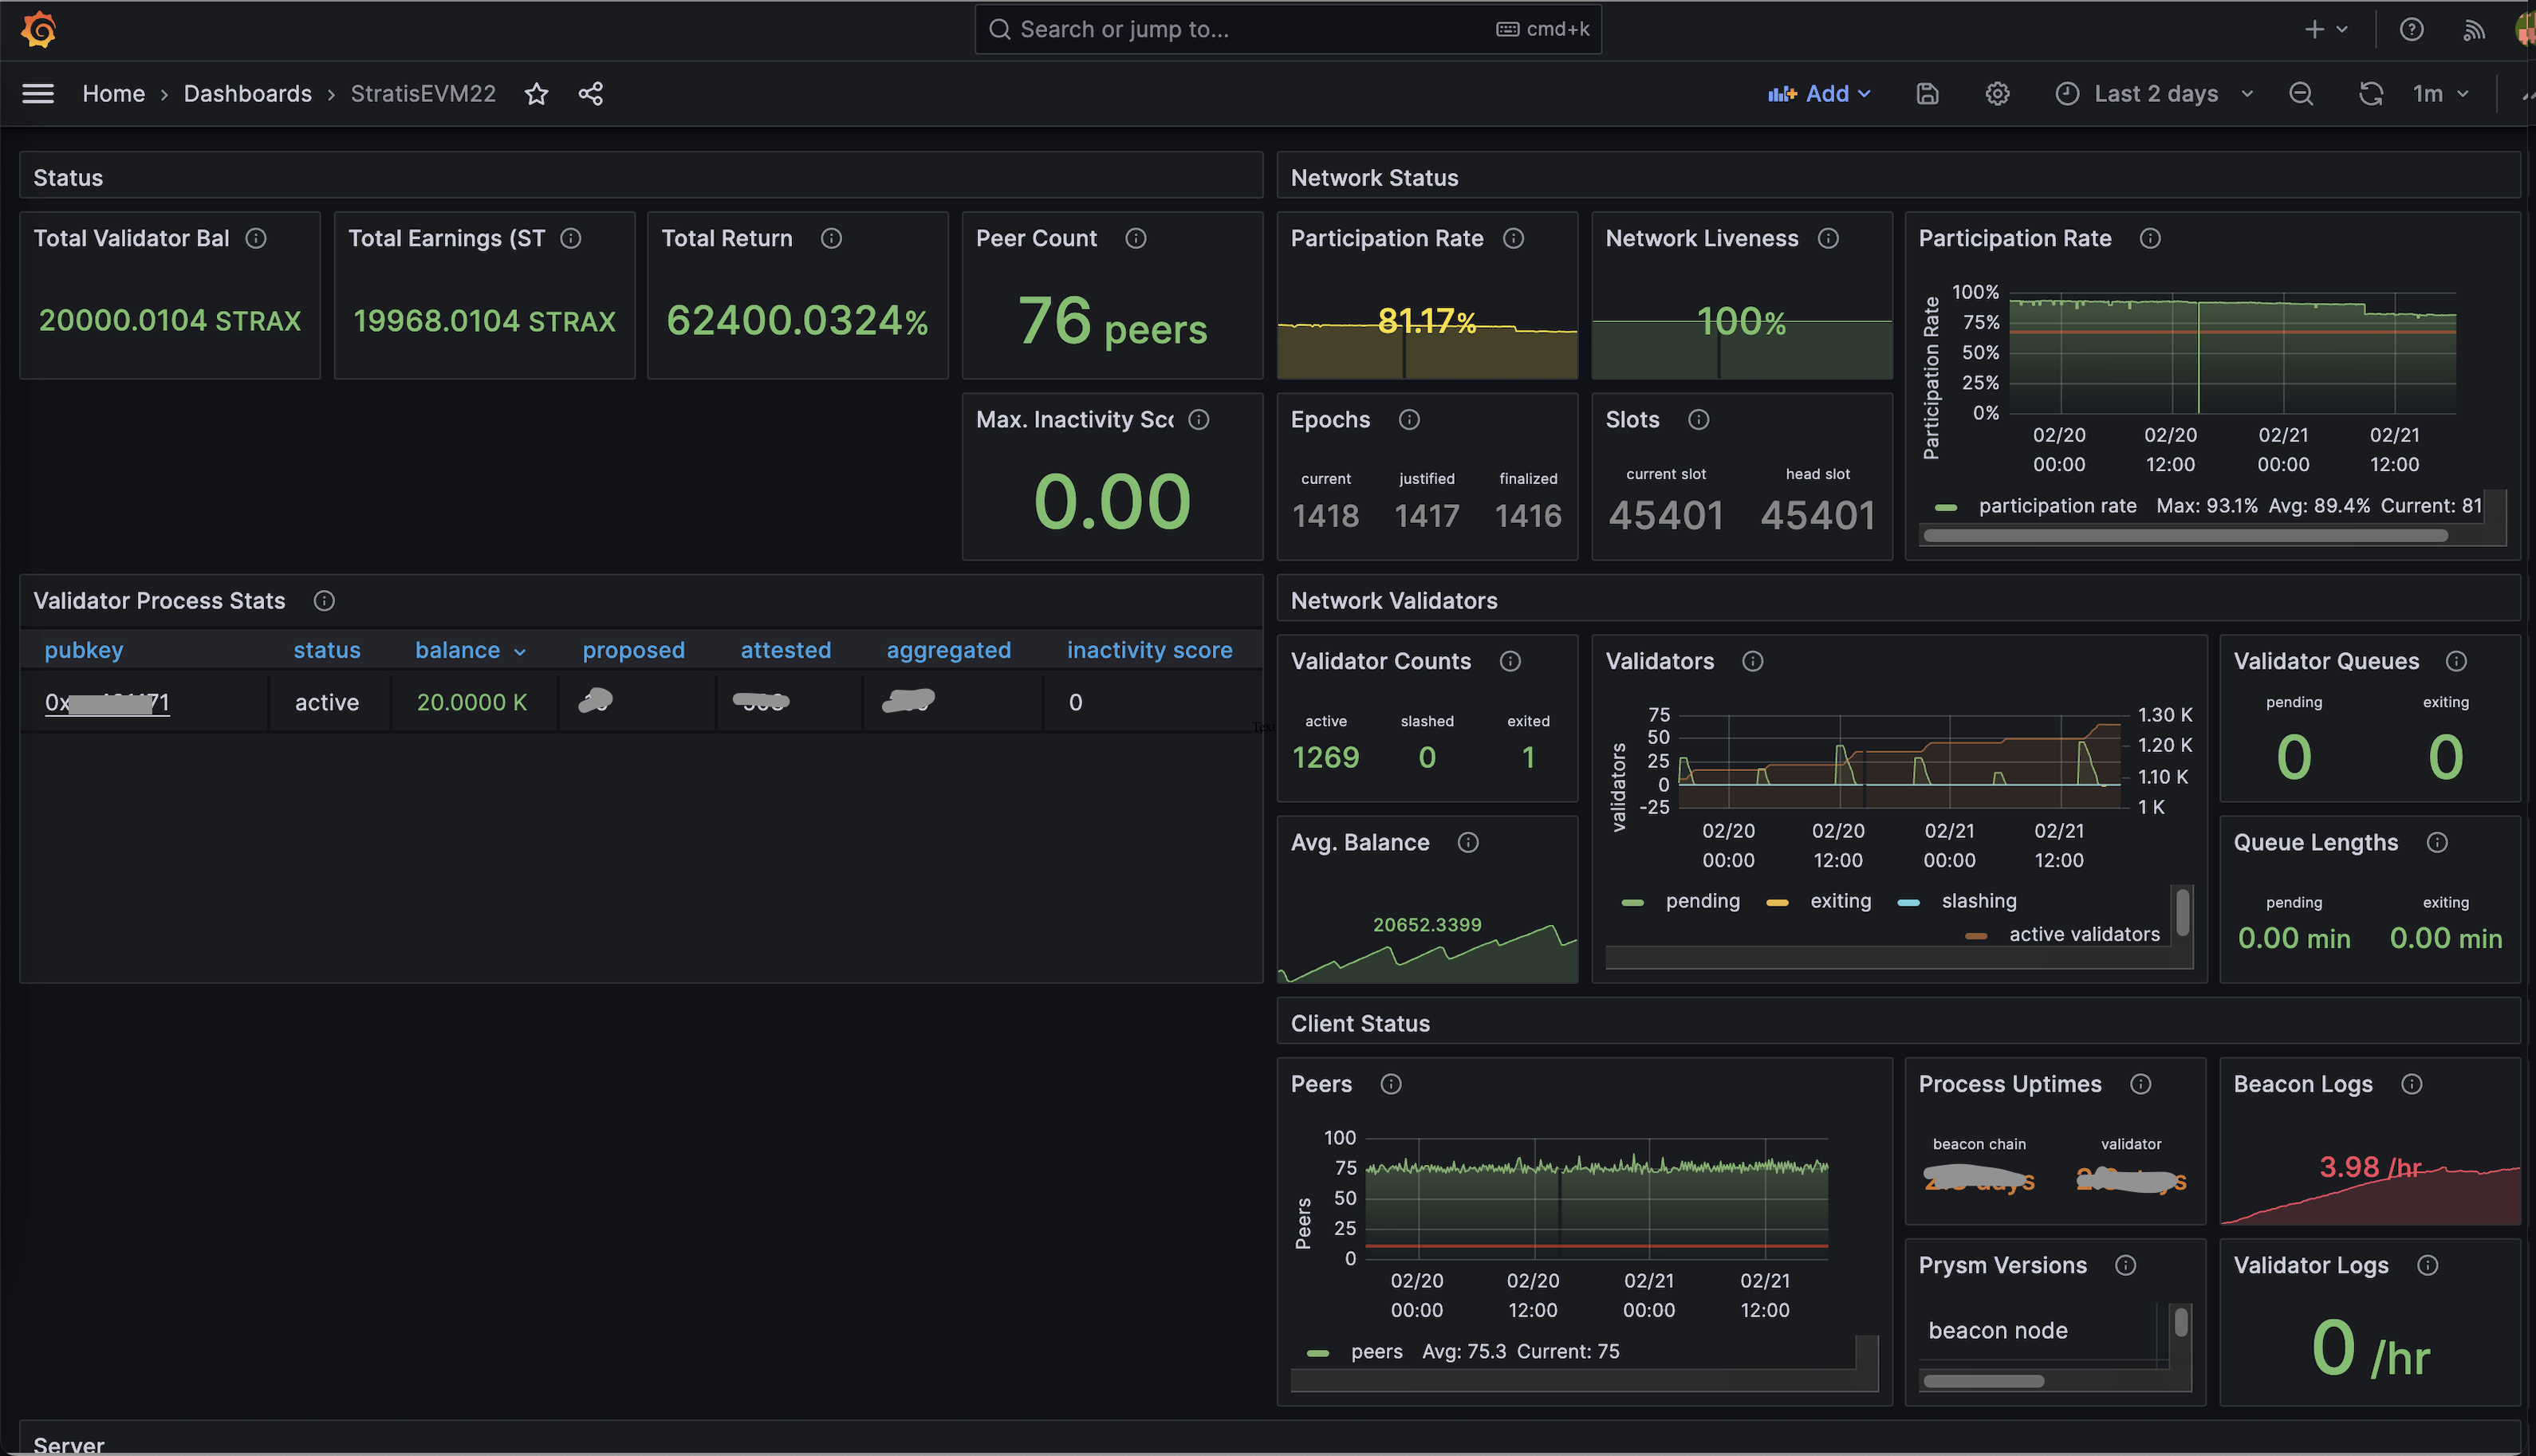 Search or jump to... cmd+k
Home › Dashboards › StratisEVM22
Add
Last 2 days
1m
Status
Total Validator Bal
20000.0104 STRAX
Total Earnings (ST
19968.0104 STRAX
Total Return
62400.0324%
Peer Count
76 peers
Max. Inactivity Sc
0.00
Network Status
Participation Rate
81.17%
Network Liveness
100%
Participation Rate
Participation Rate
100%
75%
50%
25%
0%
02/20 02/20 02/21 02/21
00:00 12:00 00:00 12:00
participation rate Max: 93.1% Avg: 89.4% Current: 81
Epochs
current justified finalized
1418 1417 1416
Slots
current slot head slot
45401 45401
Validator Process Stats
pubkey status balance proposed attested aggregated inactivity score
active 20.0000 K 0
Network Validators
Validator Counts
active slashed exited
1269 0 1
Avg. Balance
20652.3399
Validators
validators
75
50
25
0
-25
1.30 K
1.20 K
1.10 K
1 K
02/20 02/20 02/21 02/21
00:00 12:00 00:00 12:00
pending exiting slashing
active validators
Validator Queues
pending exiting
0 0
Queue Lengths
pending exiting
0.00 min 0.00 min
Client Status
Peers
Peers
100
75
50
25
0
02/20 02/20 02/21 02/21
00:00 12:00 00:00 12:00
peers Avg: 75.3 Current: 75
Process Uptimes
beacon chain validator
Beacon Logs
3.98 /hr
Prysm Versions
beacon node
Validator Logs
0 /hr
Server